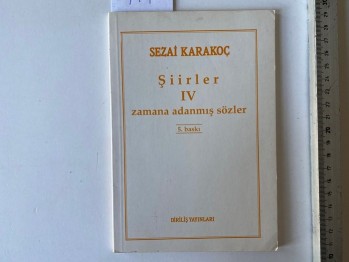 SEZAİ KARAKOÇ
Şiirler
IV
zamana adanmış sözler
5. baskı
DİRİLİŞ YAYINLARI